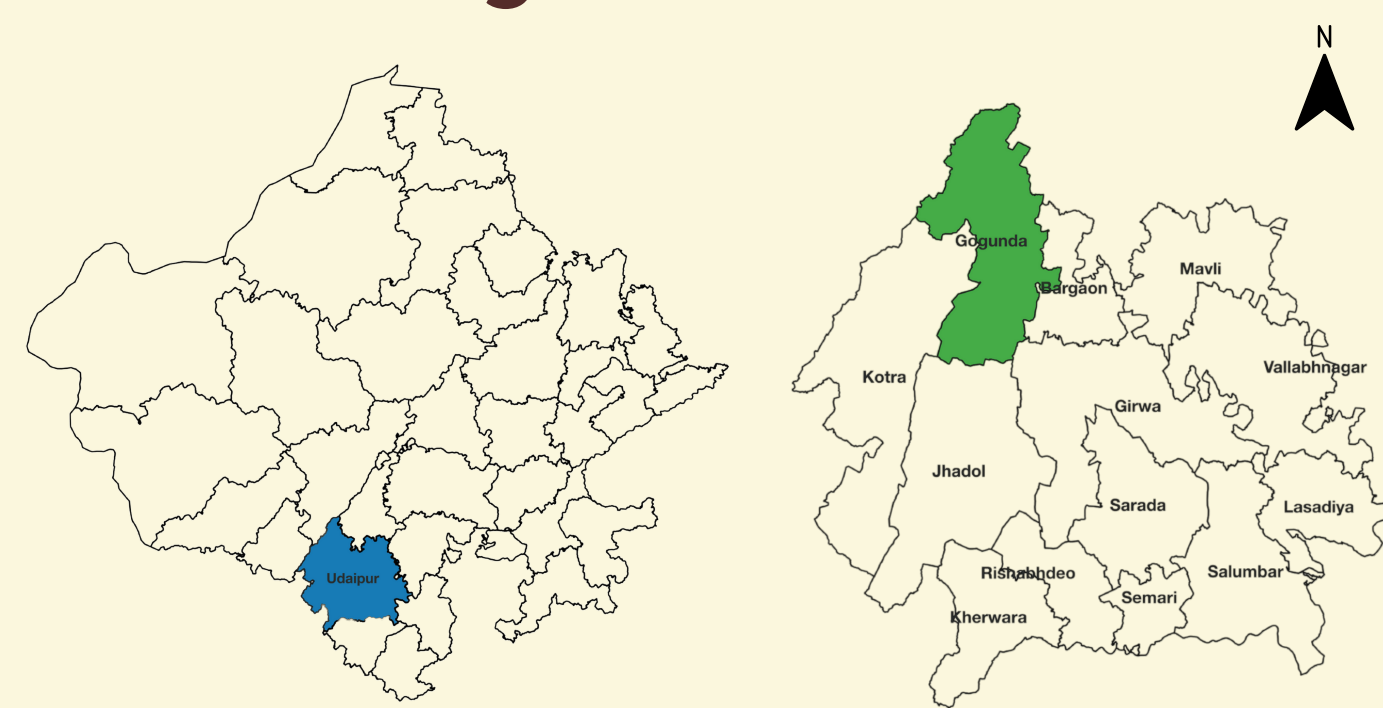 N
Udaipur
Gogunda
Bargaon
Mavli
Vallabhnagar
Kotra
Girwa
Jhadol
Sarada
Lasadiya
Rishabhdeo
Salumbar
Semari
Kherwara